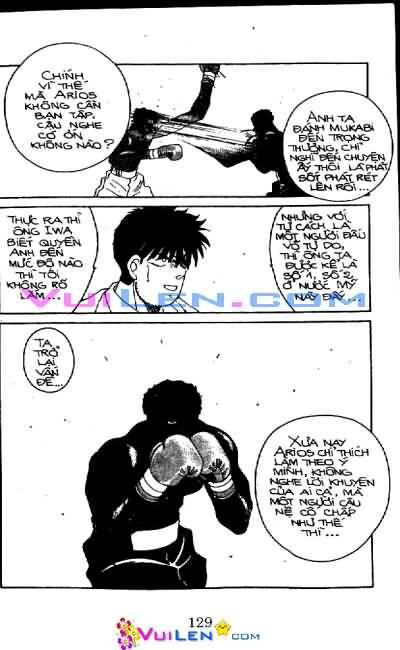 CHÍNH
VÌ THẾ
MÀ ARIOS
KHÔNG CẦN
BẠN TẬP,
CẬU NGHE
CÓ ỔN
KHÔNG NÀO?
ANH TA
ĐÁNH MUKABI
ĐẾN TRỌNG
THƯƠNG, CHỈ
NGHĨ ĐẾN CHUYỆN
ẤY THÔI LÀ PHÁT
SỐT PHÁT RÉT
LÊN RỒI...
THỰC RA THÌ
ÔNG IWA
BIẾT QUYỀN
ANH ĐẾN
MỨC ĐỘ NÀO
THÌ TÔI
KHÔNG RÕ
LẮM...
NHƯNG VỚI
TƯ CÁCH LÀ
MỘT NGƯỜI ĐẤU
VÕ TỰ DO,
THÌ ÔNG TA
ĐƯỢC KỂ LÀ
SỐ 1, SỐ 2
Ở NƯỚC MỸ
NÀY ĐẤY...
VUILEN.COM
TA
TRỞ
LẠI
VẤN
ĐỀ...
XƯA NAY
ARIOS CHỈ THÍCH
LÀM THEO Ý
MÌNH, KHÔNG
NGHE LỜI KHUYÊN
CỦA AI CẢ, MÀ
MỘT NGƯỜI CÂU
NỆ CỐ CHẤP
NHƯ THẾ
THÌ...
129
VUILEN.COM